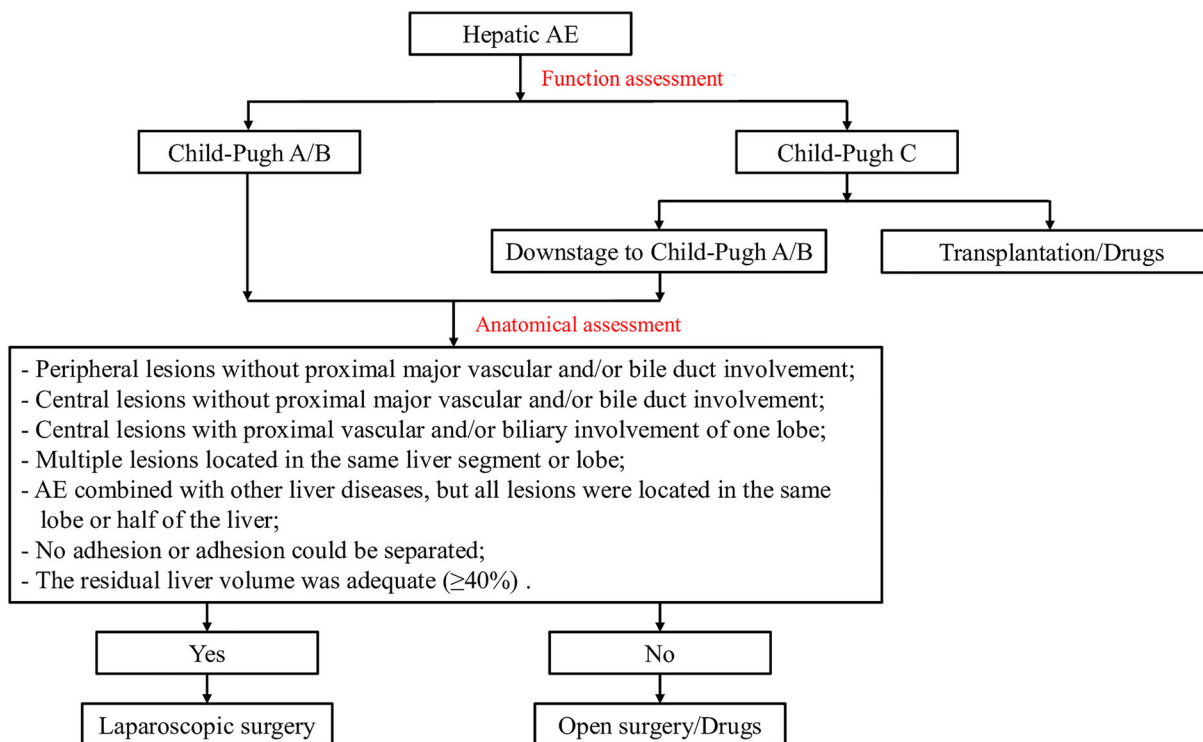 Hepatic AE
Function assessment
Child-Pugh A/B
Child-Pugh C
Downstage to Child-Pugh A/B
Transplantation/Drugs
Anatomical assessment
- Peripheral lesions without proximal major vascular and/or bile duct involvement;
- Central lesions without proximal major vascular and/or bile duct involvement;
- Central lesions with proximal vascular and/or biliary involvement of one lobe;
- Multiple lesions located in the same liver segment or lobe;
- AE combined with other liver diseases, but all lesions were located in the same
lobe or half of the liver;
- No adhesion or adhesion could be separated;
- The residual liver volume was adequate (≥40%) .
Yes
No
Laparoscopic surgery
Open surgery/Drugs